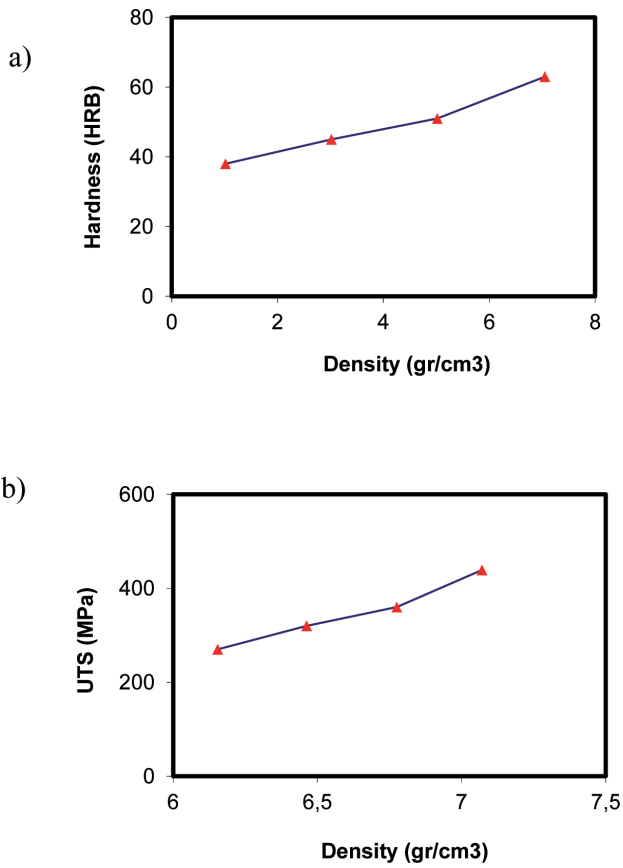 a)
80
60
40
20
0
Hardness (HRB)
0 2 4 6 8
Density (gr/cm3)
b)
600
400
200
0
UTS (MPa)
6 6,5 7 7,5
Density (gr/cm3)